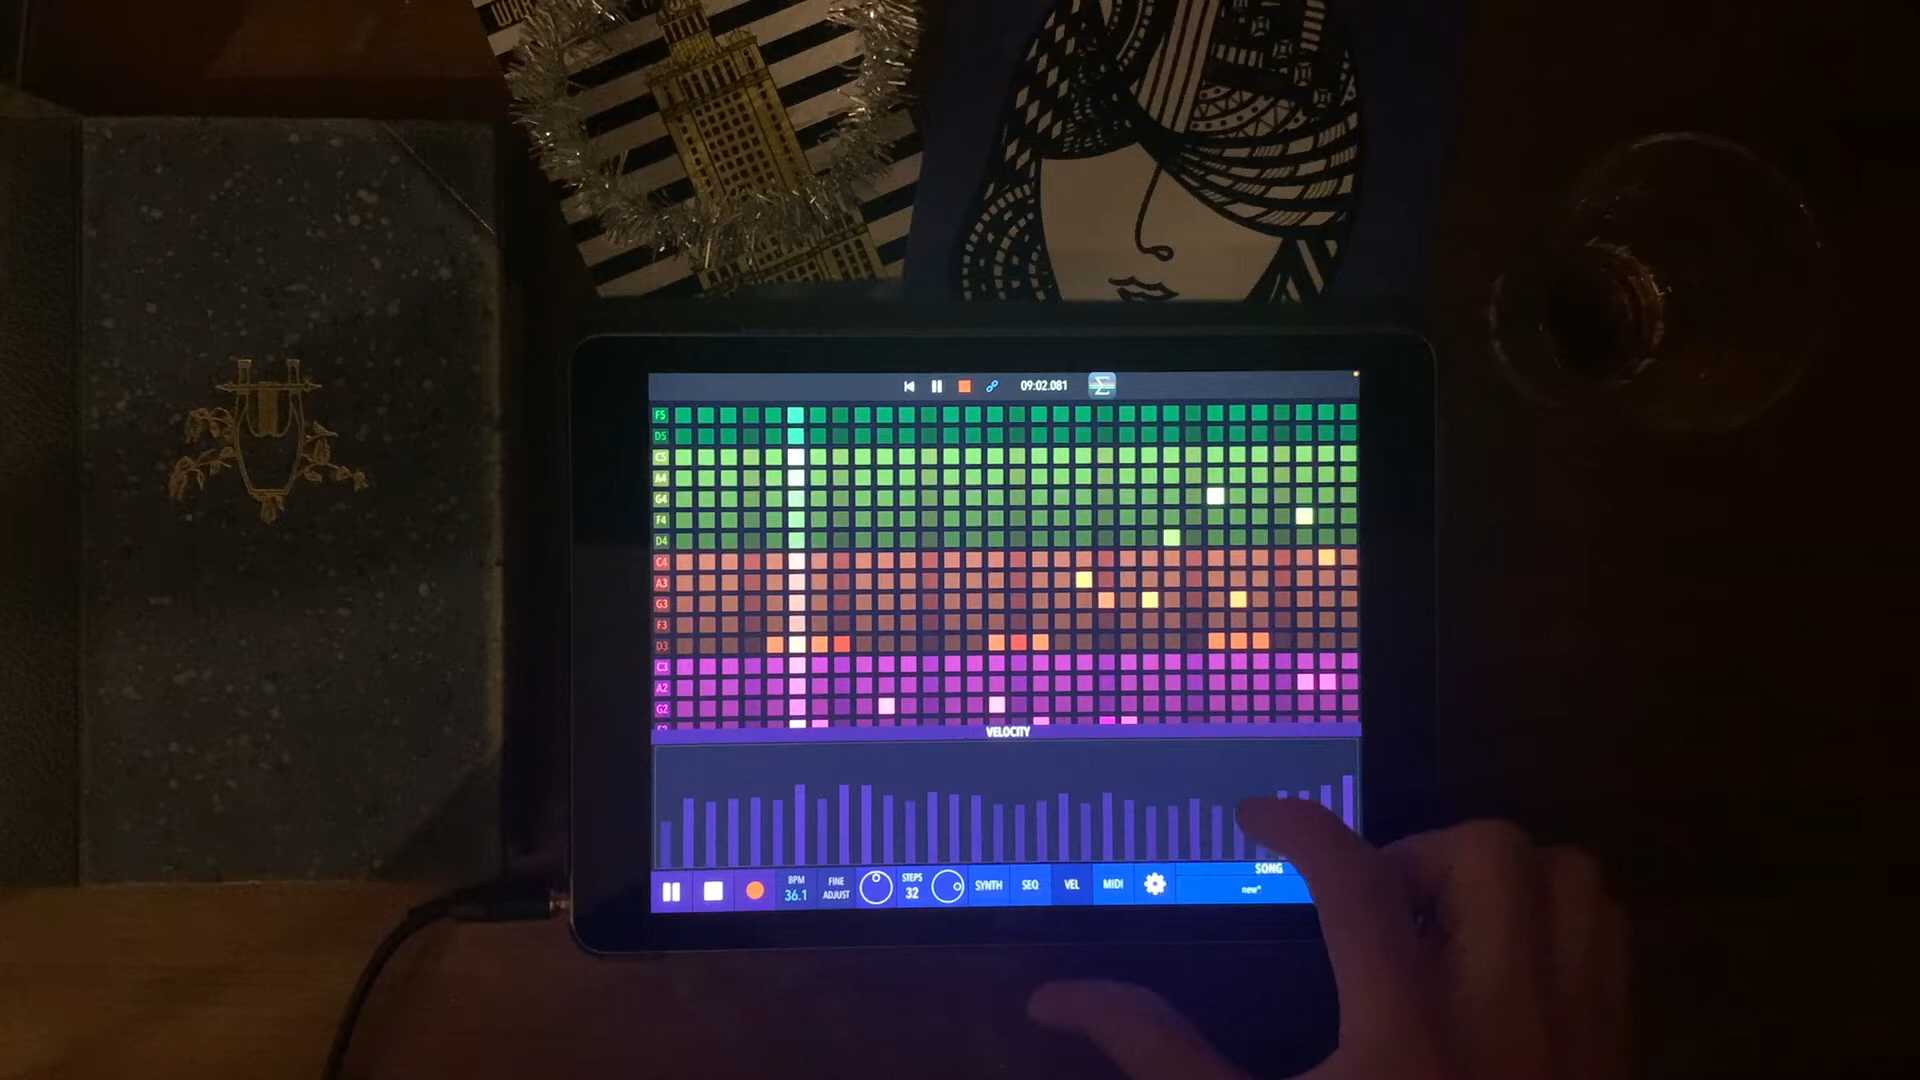 WAR
09:02.081
F5
D5
C5
A4
G4
F4
D4
C4
A3
G3
F3
D3
C3
A2
G2
VELOCITY
BPM
36.1
FINE
ADJUST
STEPS
32
SYNTH
SEQ
VEL
MIDI
SONG
new*